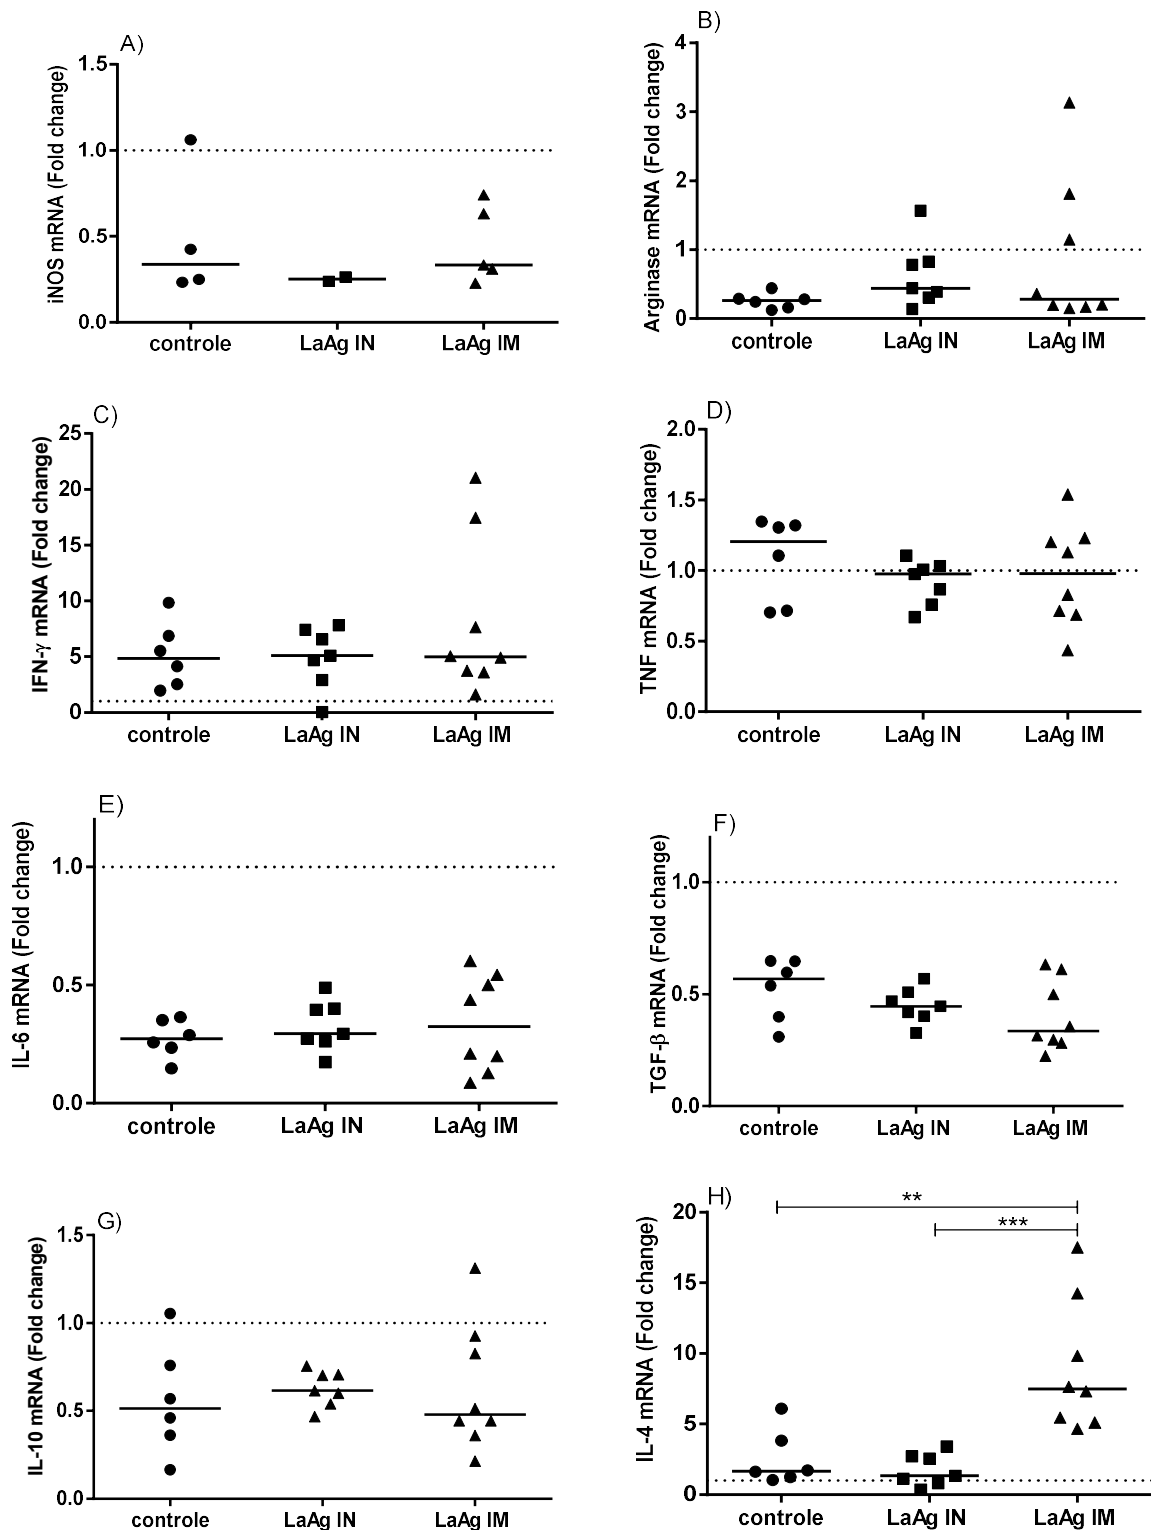 A)
iNOS mRNA (Fold change)
1.5
1.0
0.5
0.0
controle LaAg IN LaAg IM
B)
Arginase mRNA (Fold change)
4
3
2
1
0
controle LaAg IN LaAg IM
C)
IFN-γ mRNA (Fold change)
25
20
15
10
5
0
controle LaAg IN LaAg IM
D)
TNF mRNA (Fold change)
2.0
1.5
1.0
0.5
0.0
controle LaAg IN LaAg IM
E)
IL-6 mRNA (Fold change)
1.0
0.5
0.0
controle LaAg IN LaAg IM
F)
TGF-β mRNA (Fold change)
1.0
0.5
0.0
controle LaAg IN LaAg IM
G)
IL-10 mRNA (Fold change)
1.5
1.0
0.5
0.0
controle LaAg IN LaAg IM
H)
IL-4 mRNA (Fold change)
20
15
10
5
0
**
***
controle LaAg IN LaAg IM